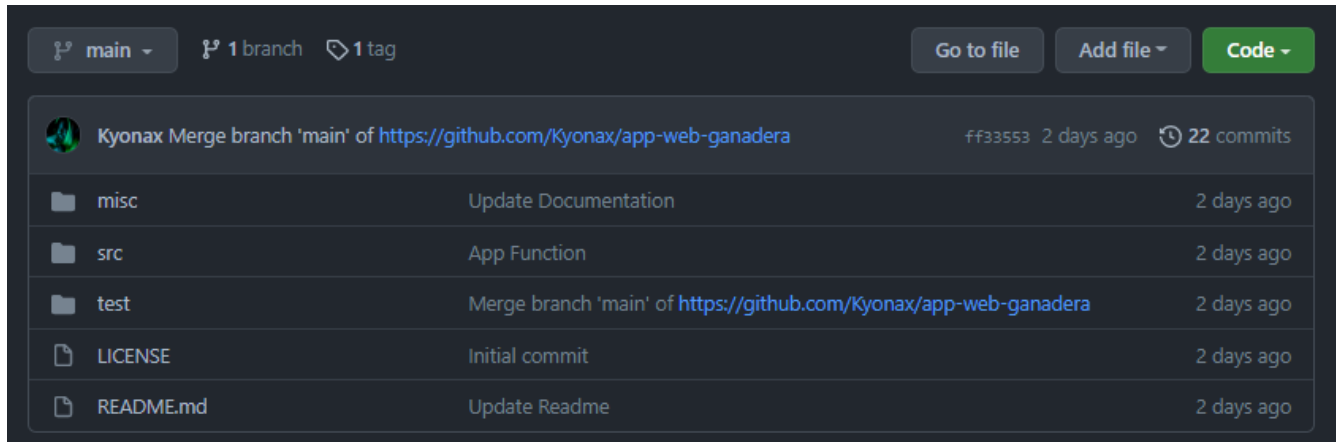 main 1 branch 1 tag Go to file Add file Code
Kyonax Merge branch 'main' of https://github.com/Kyonax/app-web-ganadera ff33553 2 days ago 22 commits
misc Update Documentation 2 days ago
src App Function 2 days ago
test Merge branch 'main' of https://github.com/Kyonax/app-web-ganadera 2 days ago
LICENSE Initial commit 2 days ago
README.md Update Readme 2 days ago